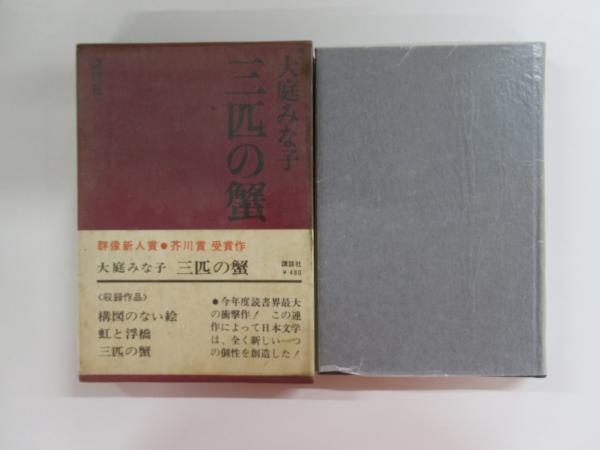 大庭みな子
三匹の蟹
講談社
群像新人賞●芥川賞 受賞作
大庭みな子 三匹の蟹
講談社
¥480
〈収録作品〉
構図のない絵
虹と浮橋
三匹の蟹
●今年度読書界最大
の衝撃作！ この連
作によって日本文学
は、全く新しい一つ
の個性を創造した！